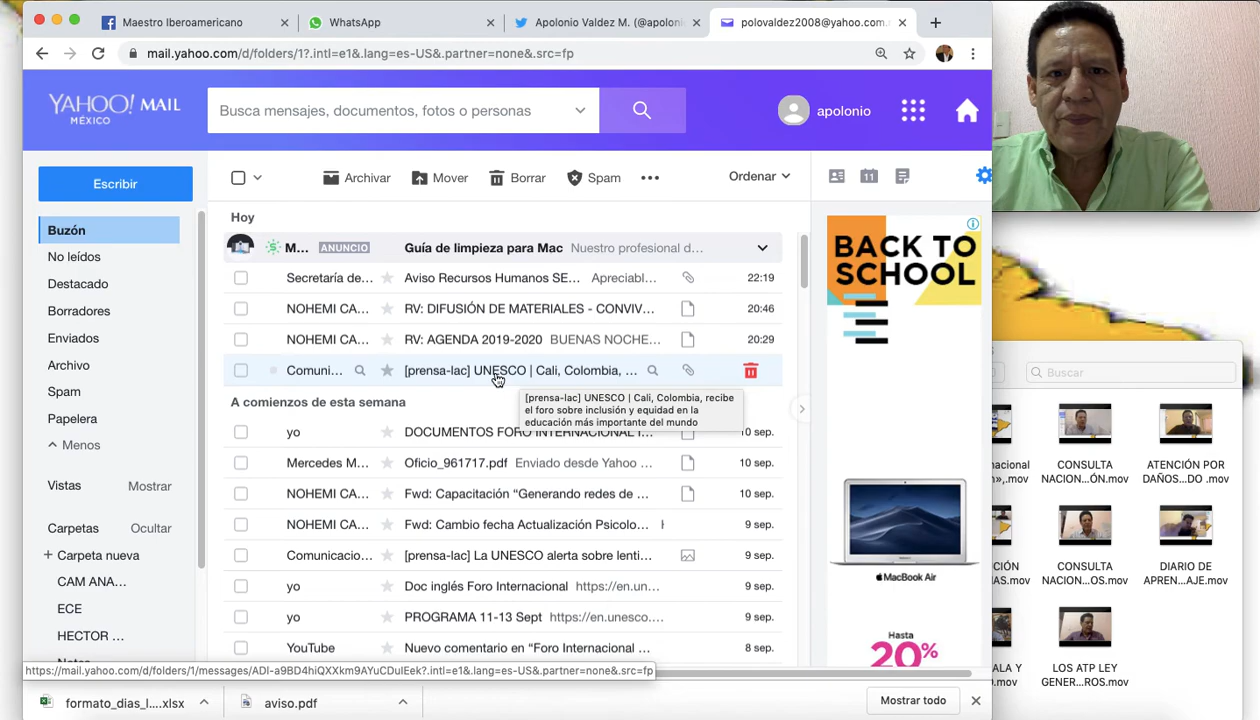 Maestro Iberoamericano
WhatsApp
Apolonio Valdez M. (@apolonio
polovaldez2008@yahoo.com.
mail.yahoo.com/d/folders/1?.intl=e1&.lang=es-US&.partner=none&.src=fp
YAHOO! MAIL
MÉXICO
Busca mensajes, documentos, fotos o personas
apolonio
Escribir
Archivar
Mover
Borrar
Spam
Ordenar
11
Buzón
No leídos
Destacado
Borradores
Enviados
Archivo
Spam
Papelera
Menos
Vistas Mostrar
Carpetas Ocultar
+ Carpeta nueva
CAM ANA...
ECE
HECTOR ...
Hoy
M... ANUNCIO Guía de limpieza para Mac Nuestro profesional d...
Secretaría de... Aviso Recursos Humanos SE... Apreciabl... 22:19
NOHEMI CA... RV: DIFUSIÓN DE MATERIALES - CONVIV... 20:46
NOHEMI CA... RV: AGENDA 2019-2020 BUENAS NOCHE... 20:29
Comuni... [prensa-lac] UNESCO | Cali, Colombia, ...
[prensa-lac] UNESCO | Cali, Colombia, recibe
el foro sobre inclusión y equidad en la
educación más importante del mundo
A comienzos de esta semana
yo DOCUMENTOS FORO INTERNACIONAL 10 sep.
Mercedes M... Oficio_961717.pdf Enviado desde Yahoo ... 10 sep.
NOHEMI CA... Fwd: Capacitación “Generando redes de ... 10 sep.
NOHEMI CA... Fwd: Cambio fecha Actualización Psicolo... 9 sep.
Comunicacio... [prensa-lac] La UNESCO alerta sobre lenti... 9 sep.
yo Doc inglés Foro Internacional https://en.un... 9 sep.
yo PROGRAMA 11-13 Sept https://en.unesco.... 9 sep.
YouTube Nuevo comentario en “Foro Internacional ... 8 sep.
BACK TO
SCHOOL
MacBook Air
Hasta
20%
Buscar
nacional
n»,.mov
CONSULTA
NACION...ÓN.mov
ATENCIÓN POR
DAÑOS...DO .mov
CIÓN
AS.mov
CONSULTA
NACION...OS.mov
DIARIO DE
APREN...AJE.mov
ALA Y
O.mov
LOS ATP LEY
GENER...ROS.mov
https://mail.yahoo.com/d/folders/1/messages/ADI-a9BD4hiQXXkm9AYuCDulEek?.intl=e1&.lang=es-US&.partner=none&.src=fp
formato_dias_l....xlsx
aviso.pdf
Mostrar todo